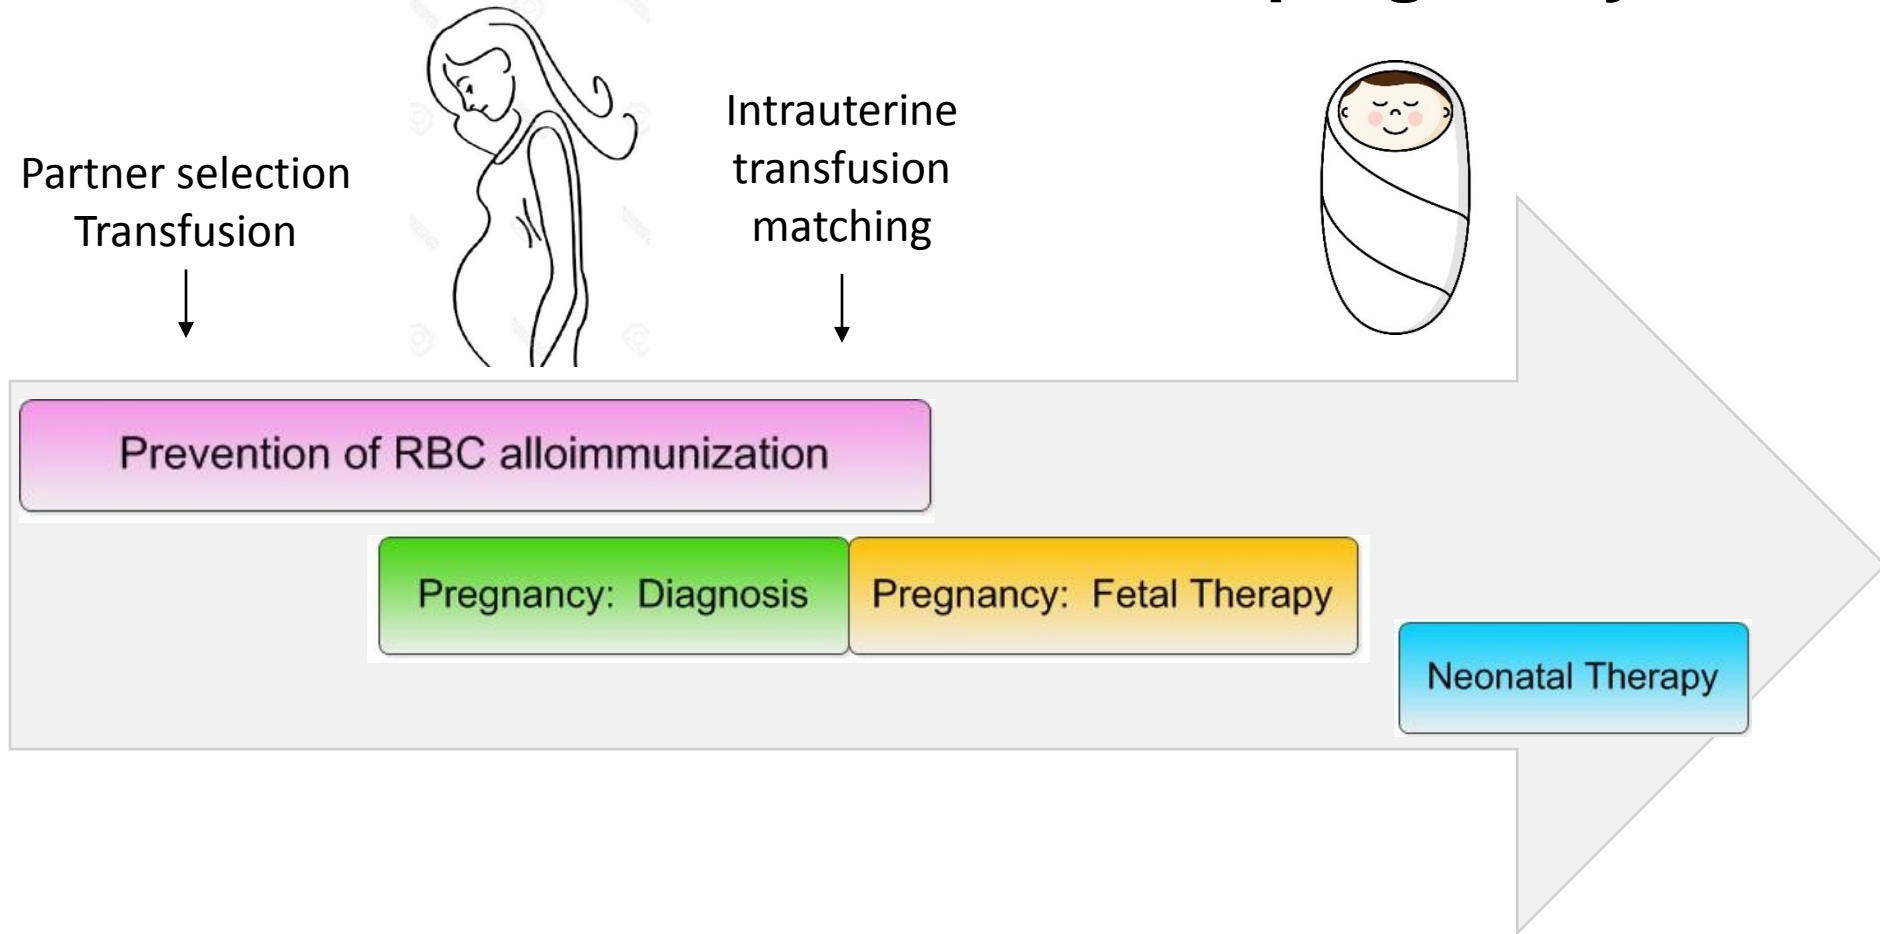 Partner selection
Transfusion
Intrauterine
transfusion
matching
Prevention of RBC alloimmunization
Pregnancy: Diagnosis
Pregnancy: Fetal Therapy
Neonatal Therapy